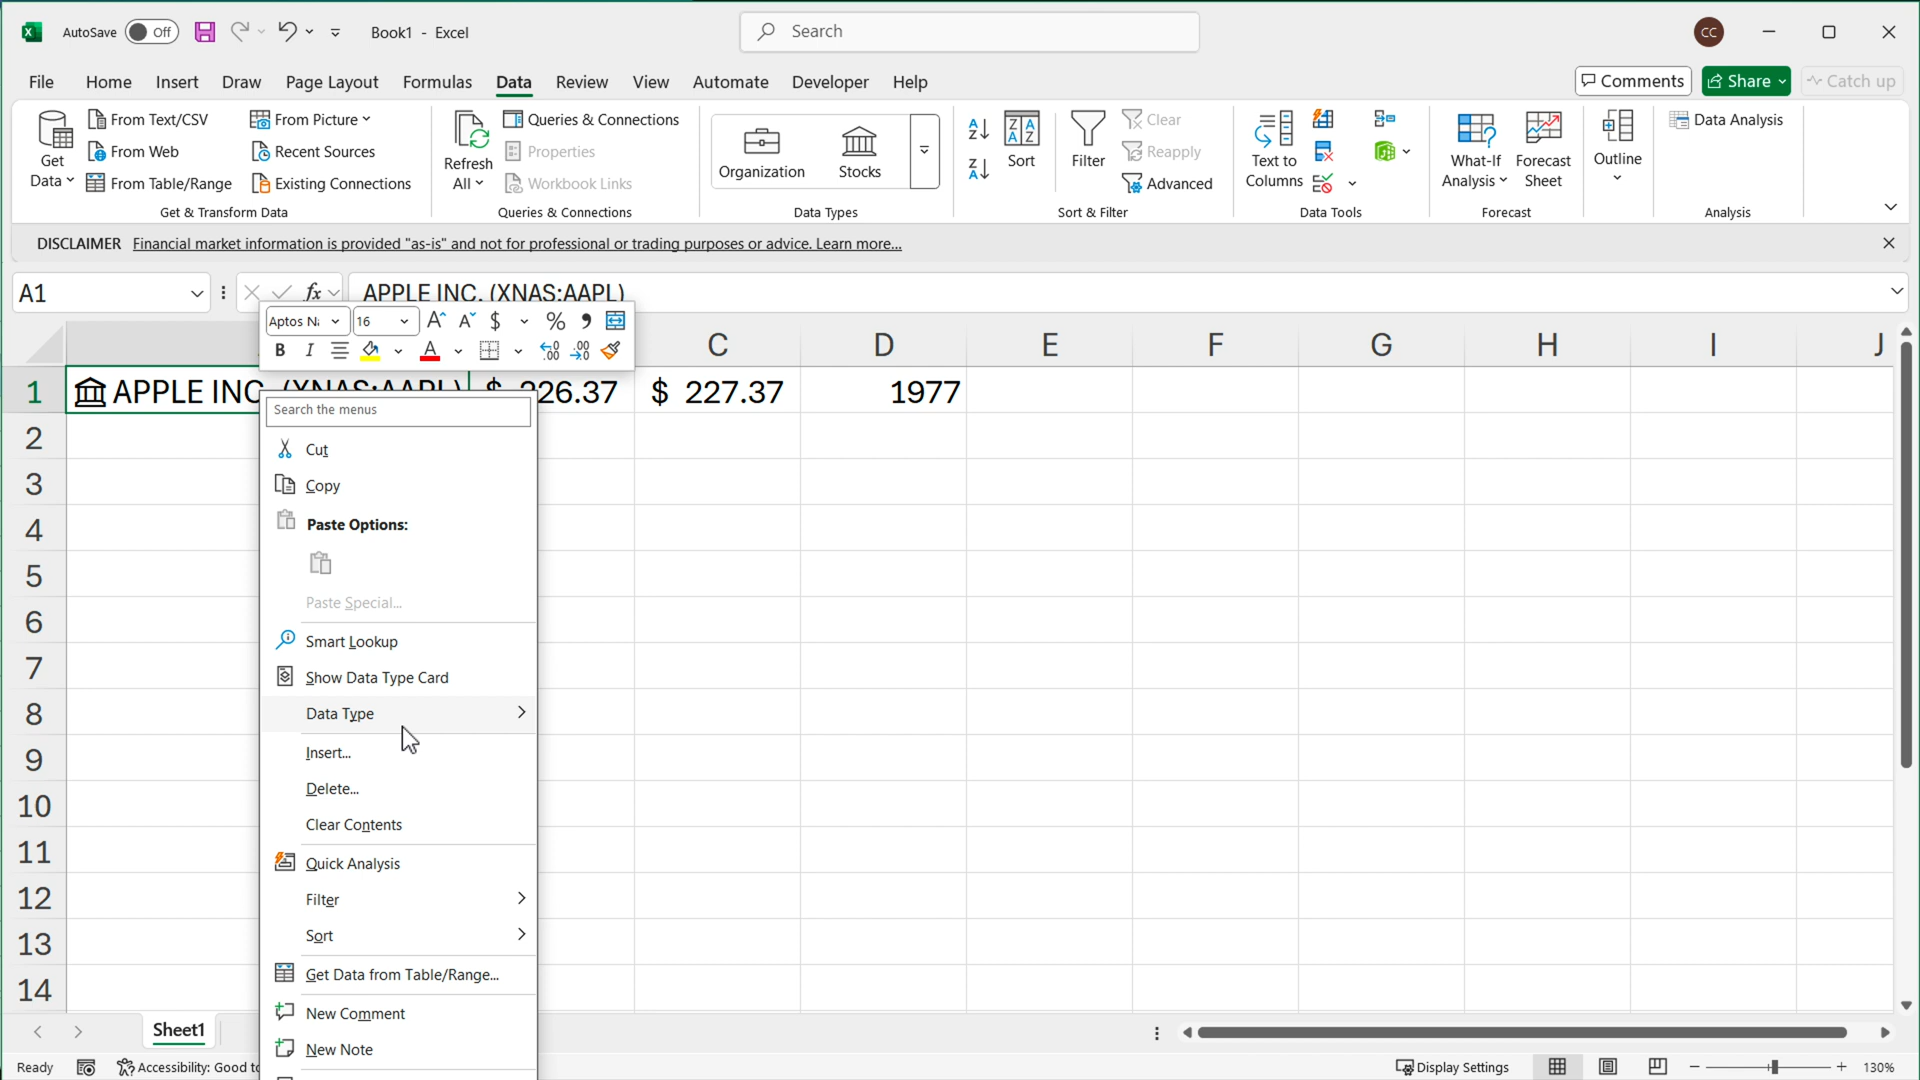 AutoSave Off Book1 - Excel Search CC
File Home Insert Draw Page Layout Formulas Data Review View Automate Developer Help Comments Share Catch up
Get Data
From Text/CSV
From Web
From Table/Range
From Picture
Recent Sources
Existing Connections
Get & Transform Data
Refresh All
Queries & Connections
Properties
Workbook Links
Queries & Connections
Organization
Stocks
Data Types
Sort
Filter
Clear
Reapply
Advanced
Sort & Filter
Text to Columns
Data Tools
What-If Analysis
Forecast Sheet
Forecast
Outline
Data Analysis
Analysis
DISCLAIMER Financial market information is provided "as-is" and not for professional or trading purposes or advice. Learn more...
A1 fx APPLE INC. (XNAS:AAPL)
16 A A $ % ,
B I A
C D E F G H I J
1 APPLE INC. (XNAS:AAPL) $ 226.37 $ 227.37 1977
2
3
4
5
6
7
8
9
10
11
12
13
14
Search the menus
Cut
Copy
Paste Options:
Paste Special...
Smart Lookup
Show Data Type Card
Data Type
Insert...
Delete...
Clear Contents
Quick Analysis
Filter
Sort
Get Data from Table/Range...
New Comment
New Note
Sheet1
Ready Accessibility: Good Display Settings 130%